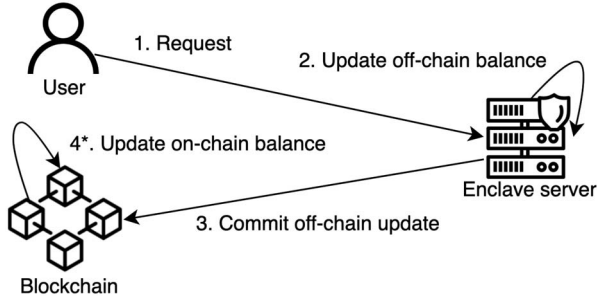 1. Request
2. Update off-chain balance
User
4*. Update on-chain balance
Enclave server
3. Commit off-chain update
Blockchain